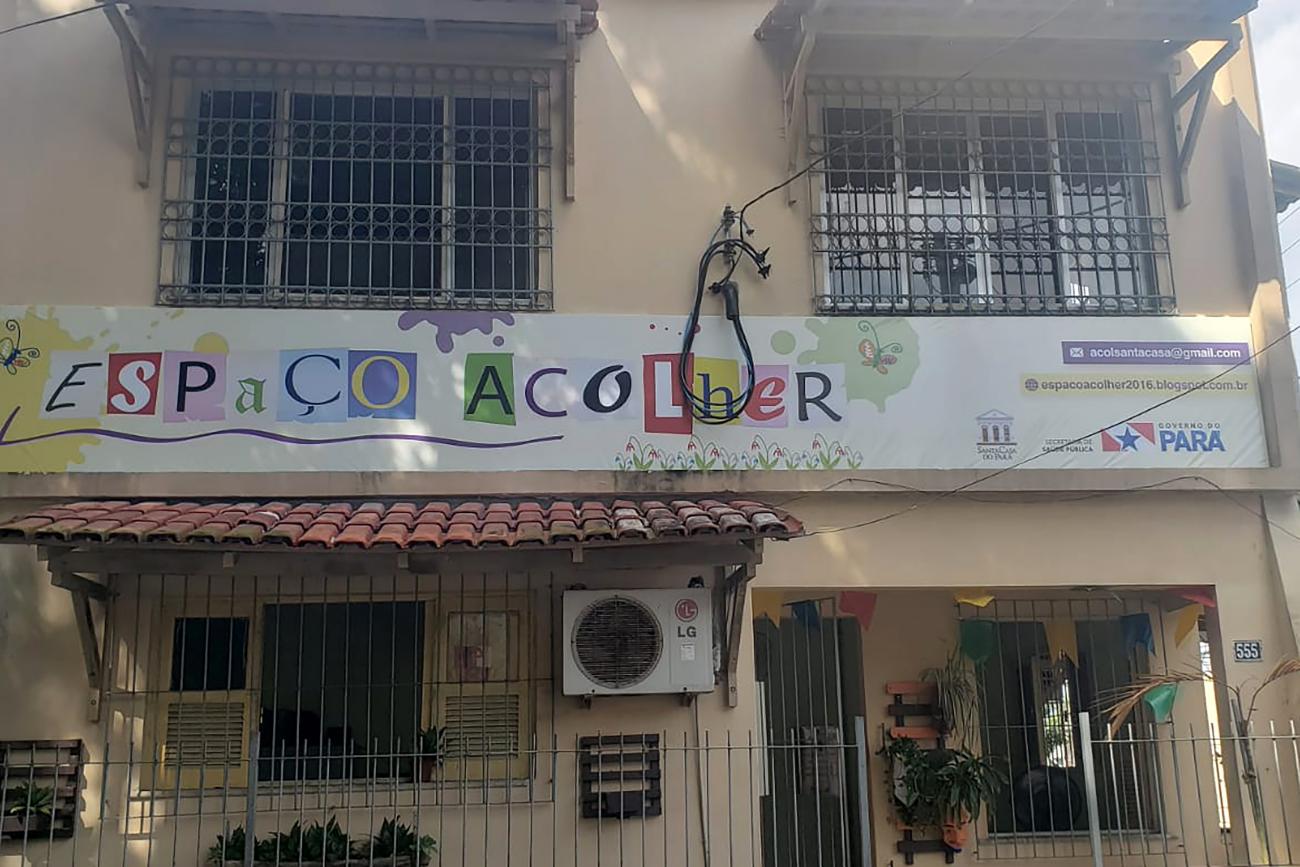 ESPaÇO ACOLhER
acolsantacasa@gmail.com
espacoacolher2016.blogspot.com.br
SANTA CASA
DO PARÁ
SECRETARIA DE
SAÚDE PÚBLICA
GOVERNO DO
PARÁ
LG
LG
555